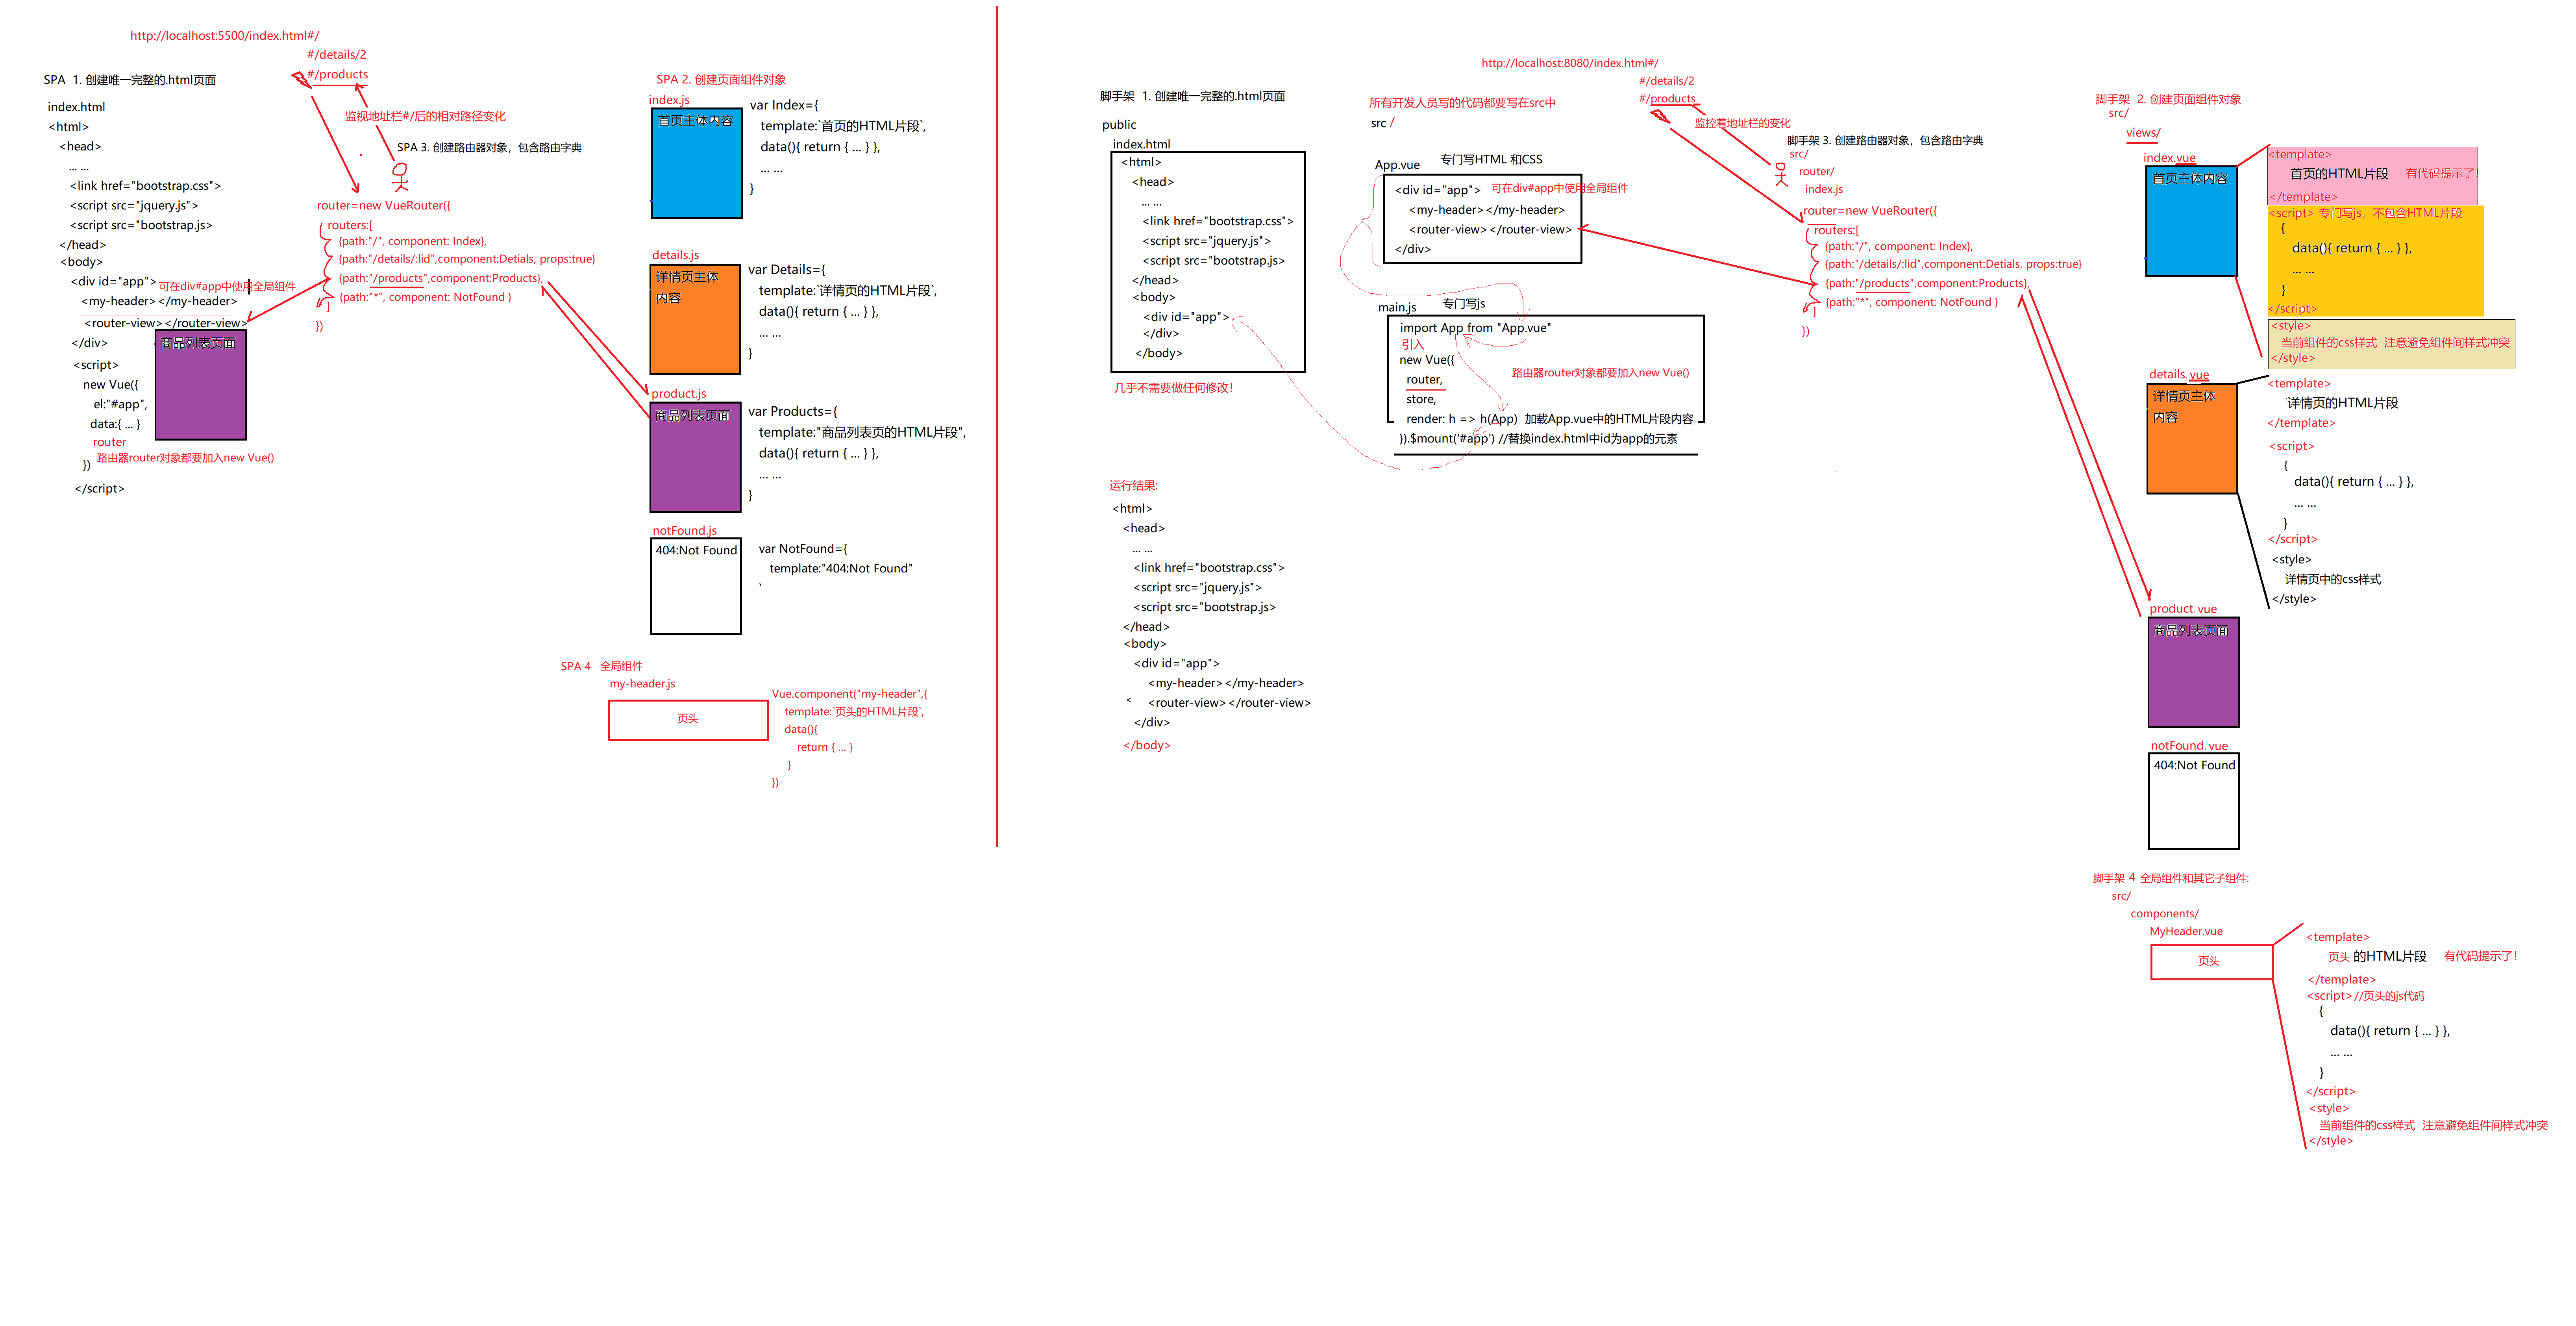 http://localhost:5500/index.html#/
#/details/2
#/products
SPA 1. 创建唯一完整的.html页面
监视地址栏#/后的相对路径变化
SPA 3. 创建路由器对象，包含路由字典
index.html
<html>
<head>
... ...
<link href="bootstrap.css">
<script src="jquery.js">
<script src="bootstrap.js>
</head>
<body>
<div id="app">
可在div#app中使用全局组件
<my-header></my-header>
<router-view></router-view>
商品列表页面
</div>
<script>
new Vue({
el:"#app",
data:{ ... }
router
}) 路由器router对象都要加入new Vue()
</script>
router=new VueRouter({
routers:[
{path:"/", component: Index},
{path:"/details/:lid",component:Detials, props:true}
{path:"/products",component:Products},
{path:"*", component: NotFound }
]
})
SPA 2. 创建页面组件对象
index.js
首页主体内容
var Index={
template:`首页的HTML片段`,
data(){ return { ... } },
... ...
}
details.js
详情页主体
内容
var Details={
template:`详情页的HTML片段`,
data(){ return { ... } },
... ...
}
product.js
商品列表页面
var Products={
template:"商品列表页的HTML片段",
data(){ return { ... } },
... ...
}
notFound.js
404:Not Found
var NotFound={
template:"404:Not Found"
、
SPA 4 全局组件
my-header.js
页头
Vue.component("my-header",{
template:`页头的HTML片段`,
data(){
return { ... }
}
})
http://localhost:8080/index.html#/
#/details/2
#/products
脚手架 1. 创建唯一完整的.html页面
public
index.html
<html>
<head>
... ...
<link href="bootstrap.css">
<script src="jquery.js">
<script src="bootstrap.js>
</head>
<body>
<div id="app">
</div>
</body>
几乎不需要做任何修改！
所有开发人员写的代码都要写在src中
src /
App.vue 专门写HTML 和CSS
<div id="app"> 可在div#app中使用全局组件
<my-header></my-header>
<router-view></router-view>
</div>
main.js 专门写js
import App from "App.vue"
引入
new Vue({
router,
路由器router对象都要加入new Vue()
store,
render: h => h(App) 加载App.vue中的HTML片段内容
}).$mount('#app') //替换index.html中id为app的元素
运行结果:
<html>
<head>
... ...
<link href="bootstrap.css">
<script src="jquery.js">
<script src="bootstrap.js>
</head>
<body>
<div id="app">
<my-header></my-header>
< <router-view></router-view>
</div>
</body>
监控着地址栏的变化
脚手架 3. 创建路由器对象，包含路由字典
src/
router/
index.js
router=new VueRouter({
routers:[
{path:"/", component: Index},
{path:"/details/:lid",component:Detials, props:true}
{path:"/products",component:Products},
{path:"*", component: NotFound }
]
})
脚手架 2. 创建页面组件对象
src/
views/
index.vue
首页主体内容
<template>
首页的HTML片段 有代码提示了!
</template>
<script> 专门写js，不包含HTML片段
{
data(){ return { ... } },
... ...
}
</script>
<style>
当前组件的css样式 注意避免组件间样式冲突
</style>
details. vue
详情页主体
内容
<template>
详情页的HTML片段
</template>
<script>
{
data(){ return { ... } },
... ...
}
</script>
<style>
详情页中的css样式
</style>
product vue
商品列表页面
notFound. vue
404:Not Found
脚手架 4 全局组件和其它子组件:
src/
components/
MyHeader.vue
页头
<template>
页头 的HTML片段 有代码提示了!
</template>
<script>//页头的js代码
{
data(){ return { ... } },
... ...
}
</script>
<style>
当前组件的css样式 注意避免组件间样式冲突
</style>